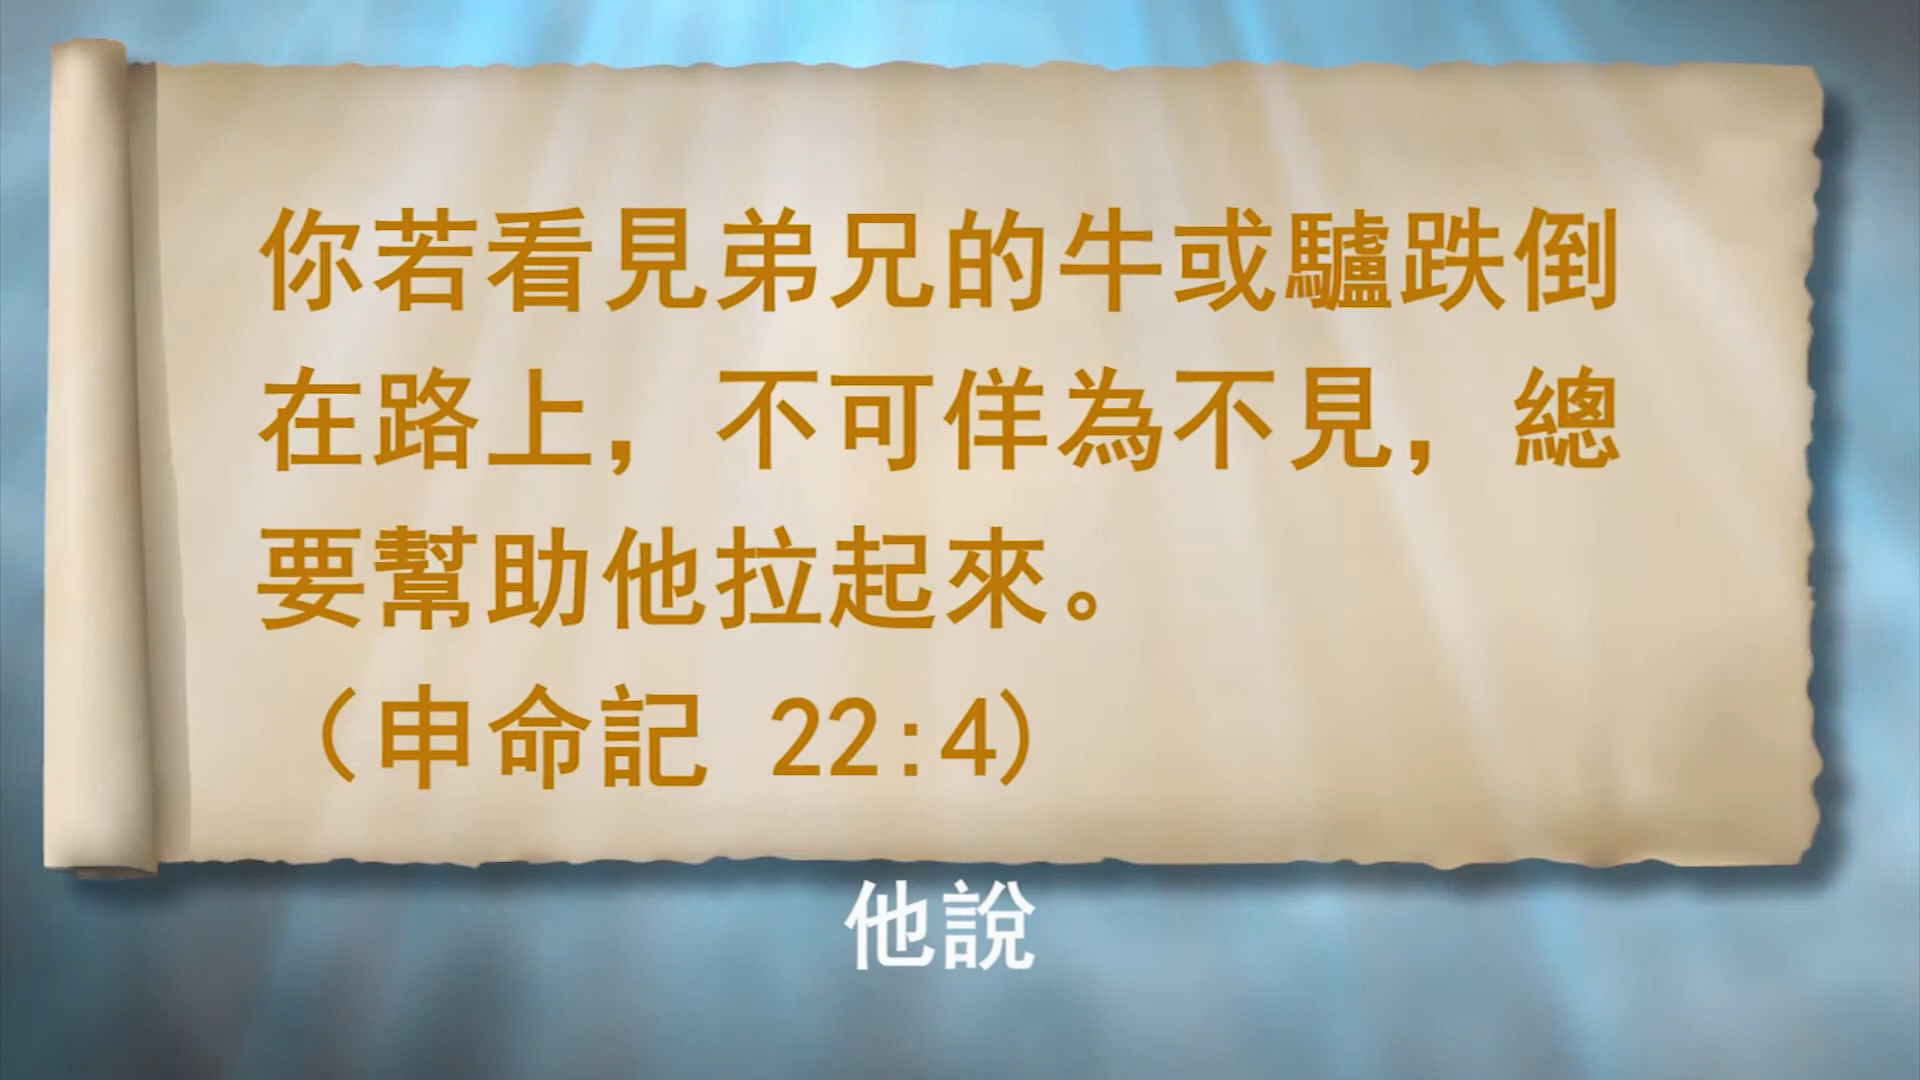 你若看見弟兄的牛或驢跌倒
在路上，不可佯為不見，總
要幫助他拉起來。
（申命記 22:4)
他說